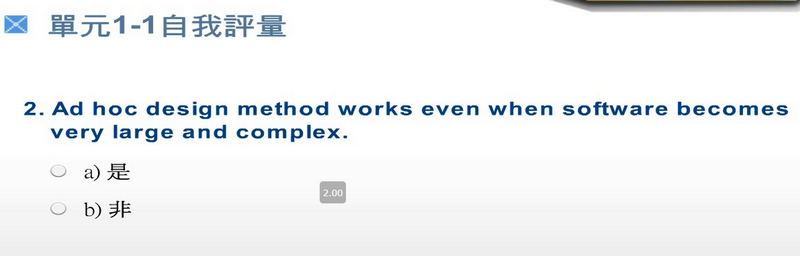 單元1-1自我評量
2. Ad hoc design method works even when software becomes
very large and complex.
a) 是
2.00
b) 非